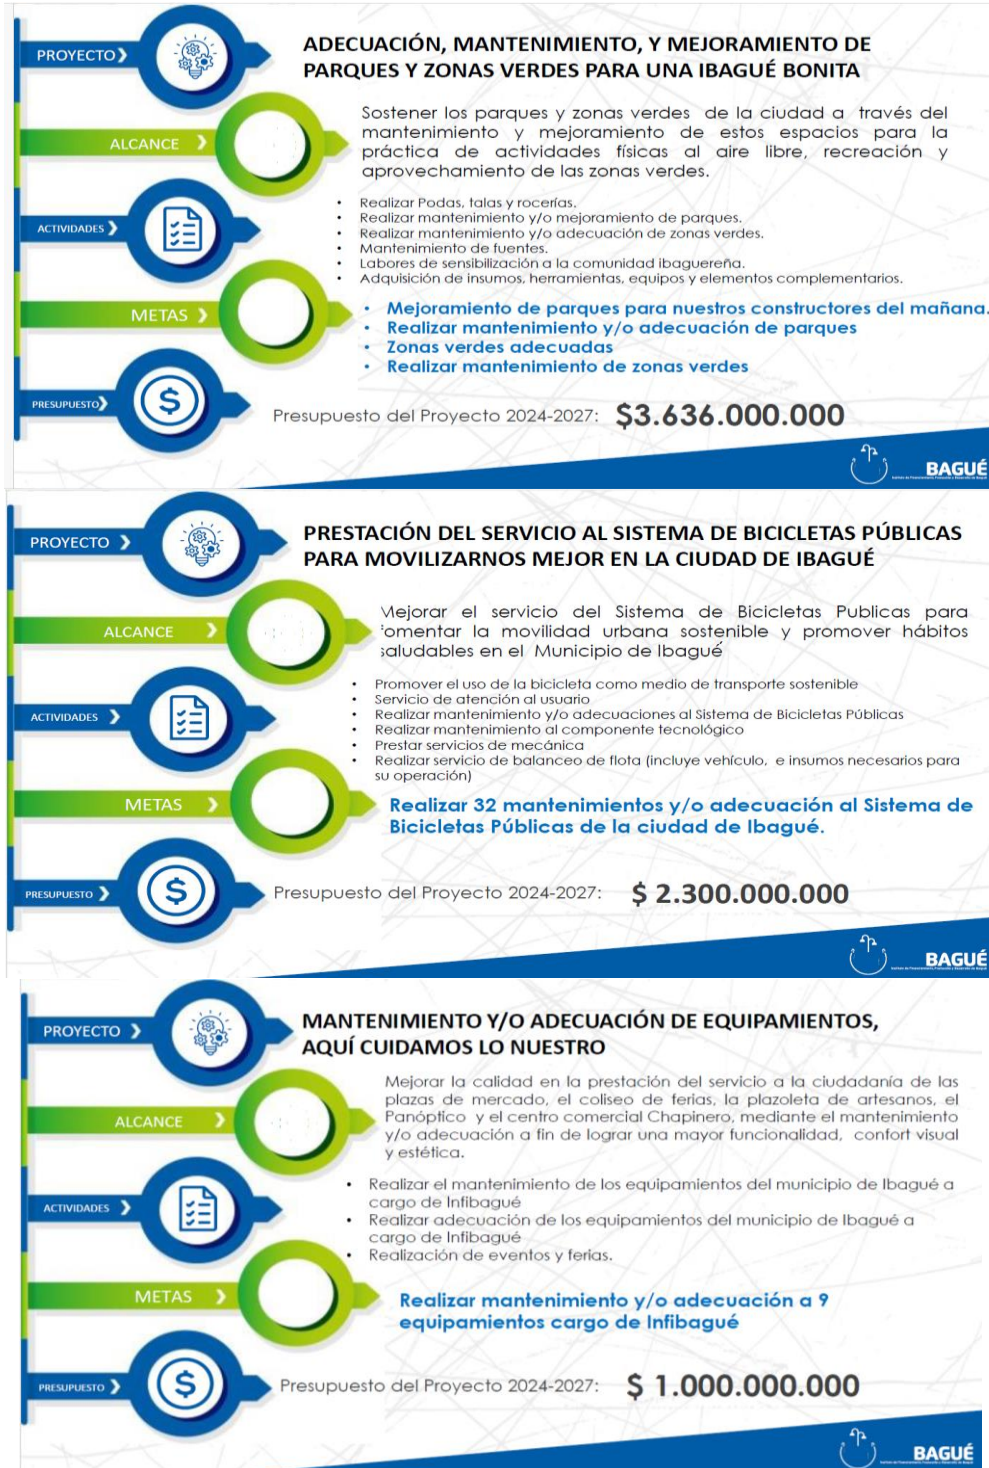 PROYECTO
ADECUACIÓN, MANTENIMIENTO, Y MEJORAMIENTO DE
PARQUES Y ZONAS VERDES PARA UNA IBAGUÉ BONITA
ALCANCE
Sostener los parques y zonas verdes de la ciudad a través del
mantenimiento y mejoramiento de estos espacios para la
práctica de actividades físicas al aire libre, recreación y
aprovechamiento de las zonas verdes.
ACTIVIDADES
• Realizar Podas, talas y rocerías.
• Realizar mantenimiento y/o mejoramiento de parques.
• Realizar mantenimiento y/o adecuación de zonas verdes.
• Mantenimiento de fuentes.
• Labores de sensibilización a la comunidad ibaguereña.
• Adquisición de insumos, herramientas, equipos y elementos complementarios.
METAS
• Mejoramiento de parques para nuestros constructores del mañana.
• Realizar mantenimiento y/o adecuación de parques
• Zonas verdes adecuadas
• Realizar mantenimiento de zonas verdes
PRESUPUESTO
$
Presupuesto del Proyecto 2024-2027: $3.636.000.000
BAGUÉ
PROYECTO
PRESTACIÓN DEL SERVICIO AL SISTEMA DE BICICLETAS PÚBLICAS
PARA MOVILIZARNOS MEJOR EN LA CIUDAD DE IBAGUÉ
ALCANCE
Mejorar el servicio del Sistema de Bicicletas Publicas para
fomentar la movilidad urbana sostenible y promover hábitos
saludables en el Municipio de Ibagué
ACTIVIDADES
• Promover el uso de la bicicleta como medio de transporte sostenible
• Servicio de atención al usuario
• Realizar mantenimiento y/o adecuaciones al Sistema de Bicicletas Públicas
• Realizar mantenimiento al componente tecnológico
• Prestar servicios de mecánica
• Realizar servicio de balanceo de flota (incluye vehículo, e insumos necesarios para
su operación)
METAS
Realizar 32 mantenimientos y/o adecuación al Sistema de
Bicicletas Públicas de la ciudad de Ibagué.
PRESUPUESTO
$
Presupuesto del Proyecto 2024-2027: $ 2.300.000.000
BAGUÉ
PROYECTO
MANTENIMIENTO Y/O ADECUACIÓN DE EQUIPAMIENTOS,
AQUÍ CUIDAMOS LO NUESTRO
ALCANCE
Mejorar la calidad en la prestación del servicio a la ciudadanía de las
plazas de mercado, el coliseo de ferias, la plazoleta de artesanos, el
Panóptico y el centro comercial Chapinero, mediante el mantenimiento
y/o adecuación a fin de lograr una mayor funcionalidad, confort visual
y estética.
ACTIVIDADES
• Realizar el mantenimiento de los equipamientos del municipio de Ibagué a
cargo de Infibagué
• Realizar adecuación de los equipamientos del municipio de Ibagué a
cargo de Infibagué
• Realización de eventos y ferias.
METAS
Realizar mantenimiento y/o adecuación a 9
equipamientos cargo de Infibagué
PRESUPUESTO
$
Presupuesto del Proyecto 2024-2027: $ 1.000.000.000
BAGUÉ